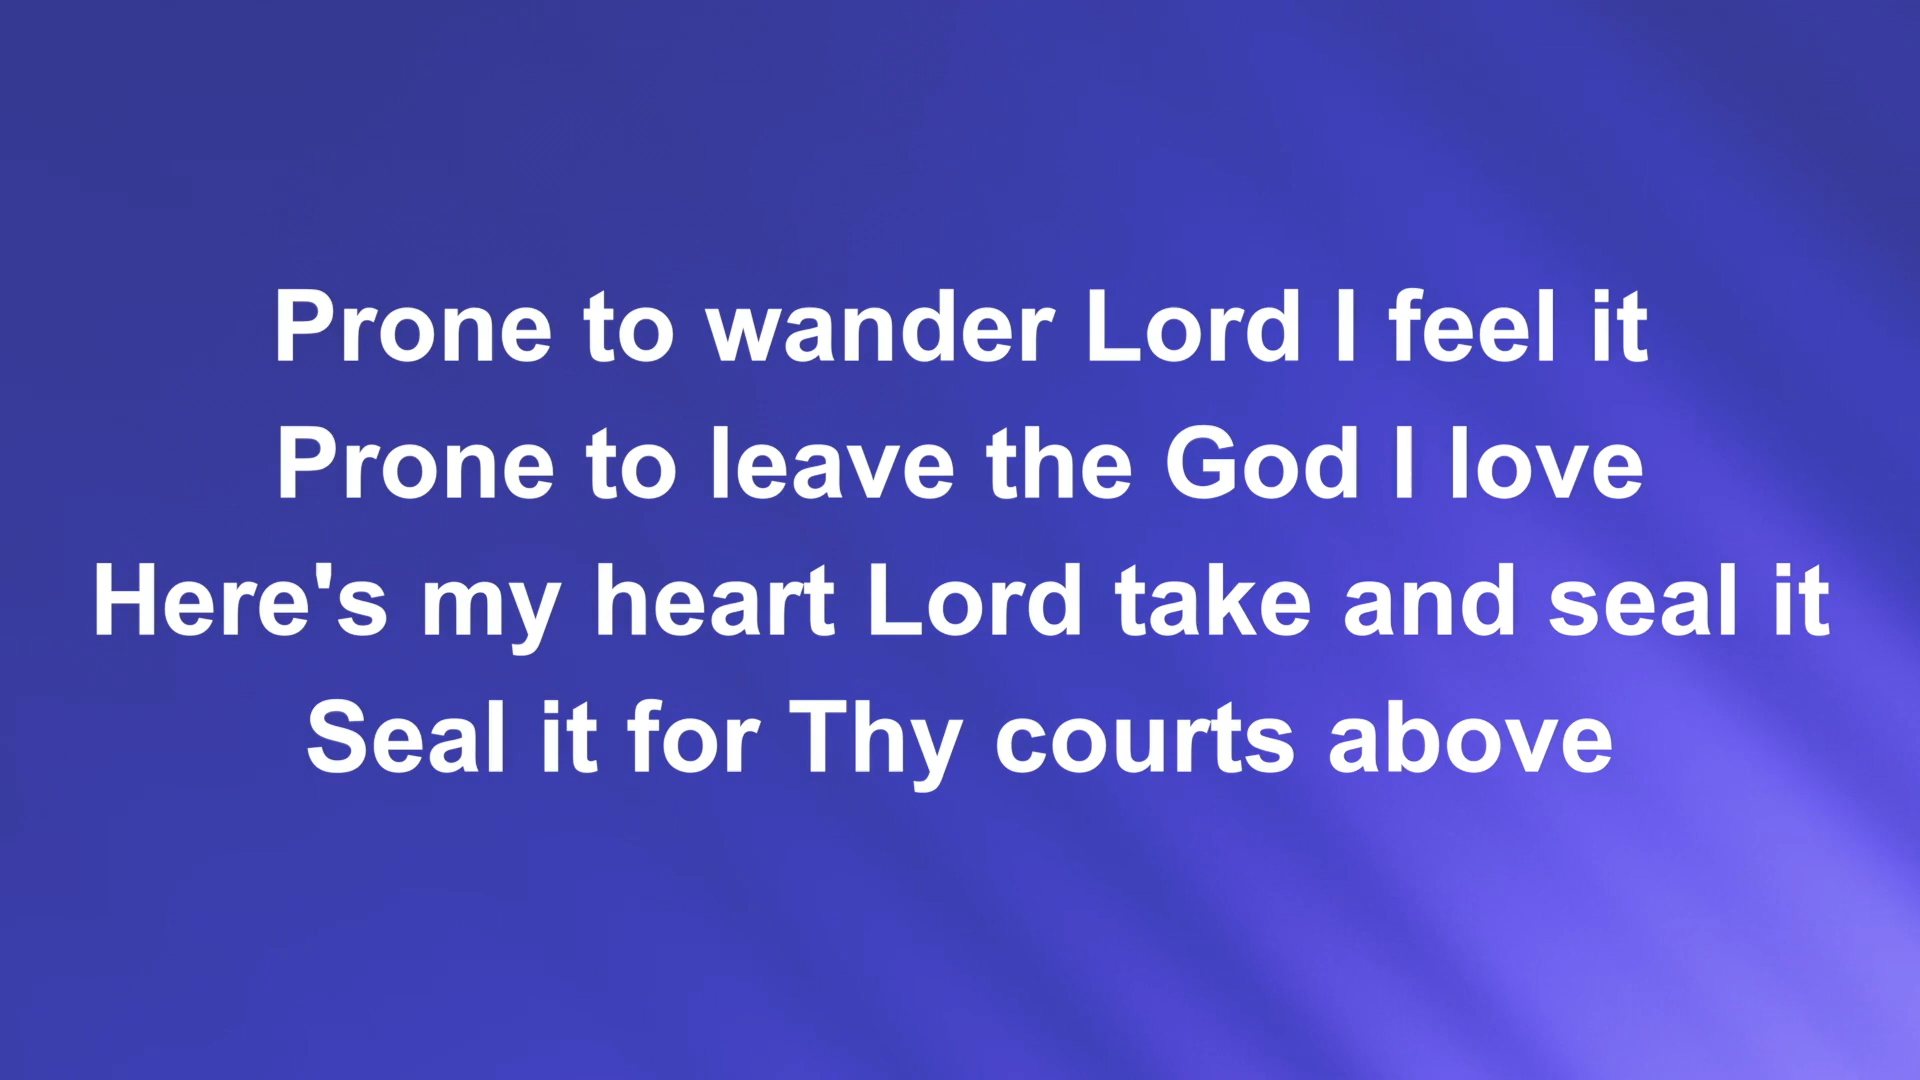 Prone to wander Lord I feel it
Prone to leave the God I love
Here's my heart Lord take and seal it
Seal it for Thy courts above